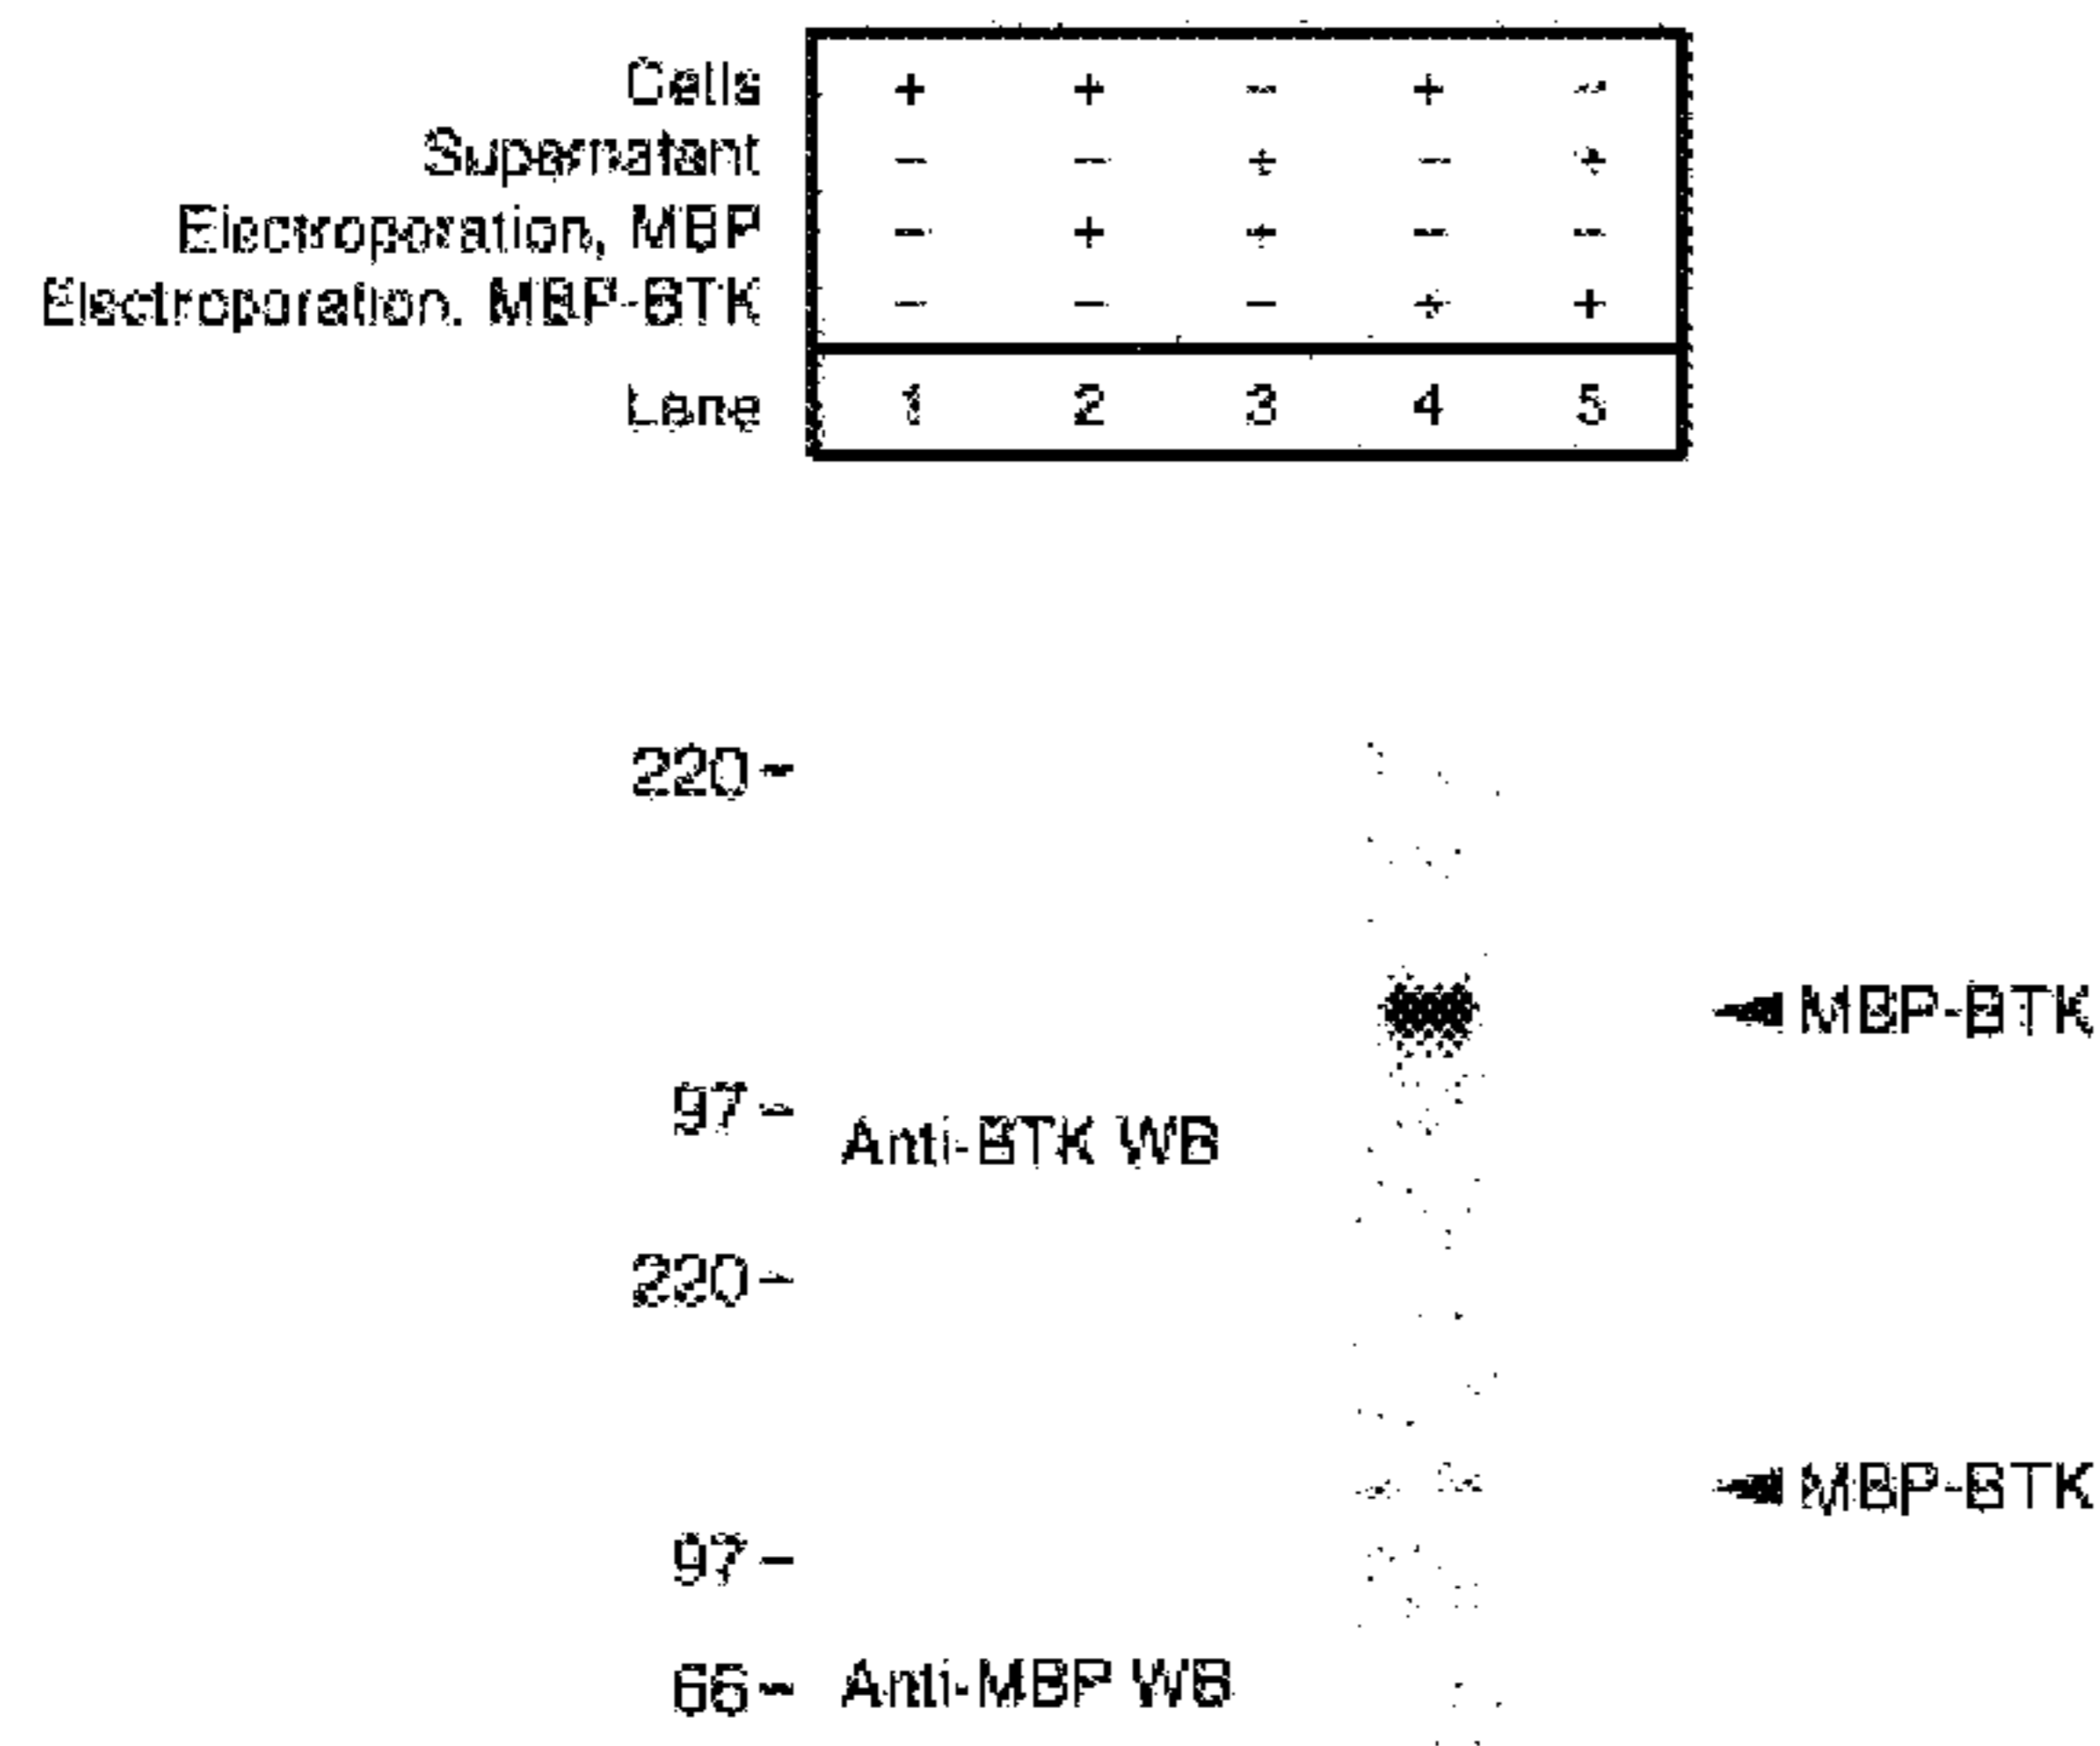 Cells + + - + -
Supernatant - - + - +
Electroporation, MBP - + + - -
Electroporation, MBP-BTK - - - + +
Lane 1 2 3 4 5
220-
MBP-BTK
97-
Anti-BTK WB
220-
MBP-BTK
97-
66- Anti-MBP WB